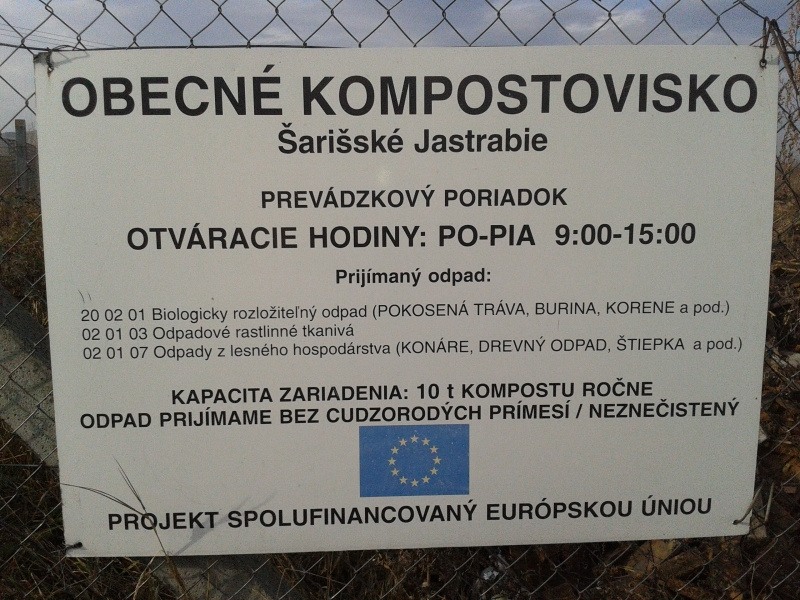 OBECNÉ KOMPOSTOVISKO
Šarišské Jastrabie
PREVÁDZKOVÝ PORIADOK
OTVÁRACIE HODINY: PO-PIA 9:00-15:00
Prijímaný odpad:
20 02 01 Biologicky rozložiteľný odpad (POKOSENÁ TRÁVA, BURINA, KORENE a pod.)
02 01 03 Odpadové rastlinné tkanivá
02 01 07 Odpady z lesného hospodárstva (KONÁRE, DREVNÝ ODPAD, ŠTIEPKA a pod.)
KAPACITA ZARIADENIA: 10 t KOMPOSTU ROČNE
ODPAD PRIJÍMAME BEZ CUDZORODÝCH PRÍMESÍ / NEZNEČISTENÝ
PROJEKT SPOLUFINANCOVANÝ EURÓPSKOU ÚNIOU